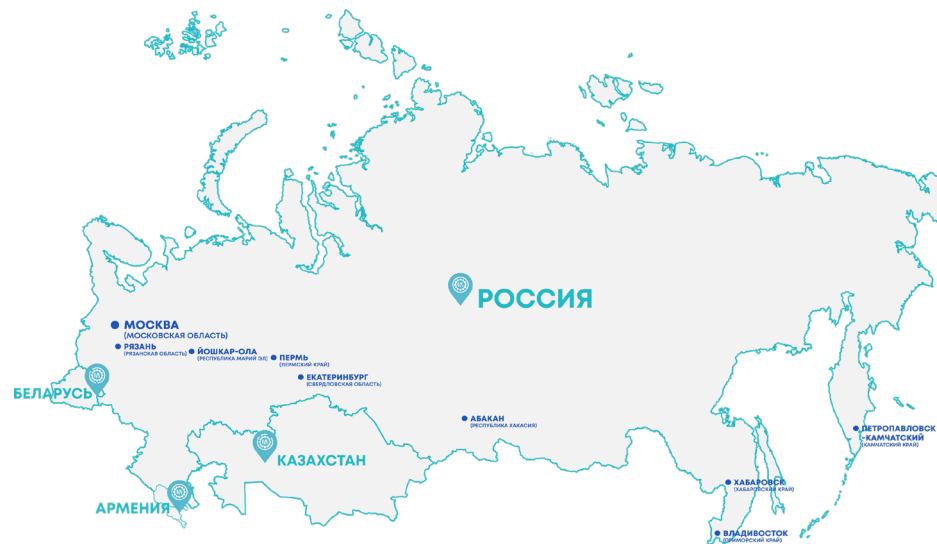 РОССИЯ
МОСКВА
(МОСКОВСКАЯ ОБЛАСТЬ)
РЯЗАНЬ
(РЯЗАНСКАЯ ОБЛАСТЬ)
ЙОШКАР-ОЛА
(РЕСПУБЛИКА МАРИЙ ЭЛ)
ПЕРМЬ
(ПЕРМСКИЙ КРАЙ)
ЕКАТЕРИНБУРГ
(СВЕРДЛОВСКАЯ ОБЛАСТЬ)
БЕЛАРУСЬ
АБАКАН
(РЕСПУБЛИКА ХАКАСИЯ)
ПЕТРОПАВЛОВСК
-КАМЧАТСКИЙ
(КАМЧАТСКИЙ КРАЙ)
КАЗАХСТАН
ХАБАРОВСК
(ХАБАРОВСКИЙ КРАЙ)
АРМЕНИЯ
ВЛАДИВОСТОК
(ПРИМОРСКИЙ КРАЙ)